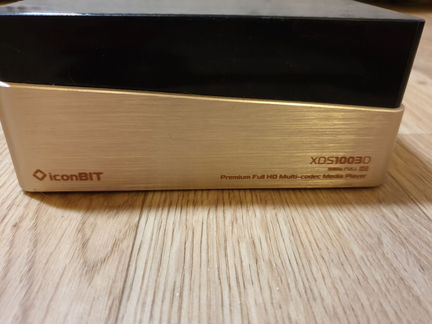 iconBIT
XDS1003D
Premium Full HD Multi-codec Media Player